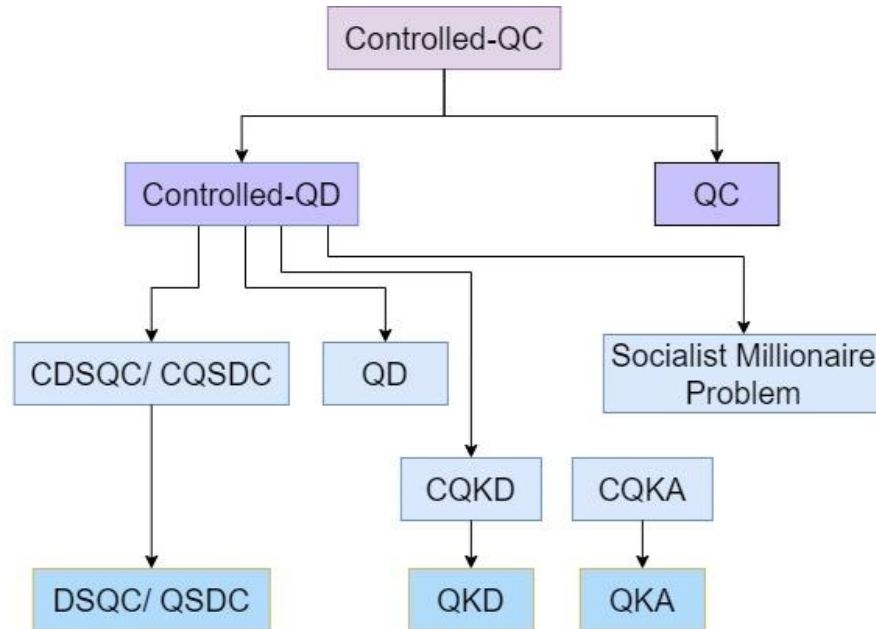 Controlled-QC
Controlled-QD
QC
CDSQC/ CQSDC
QD
Socialist Millionaire
Problem
CQKD
CQKA
DSQC/ QSDC
QKD
QKA